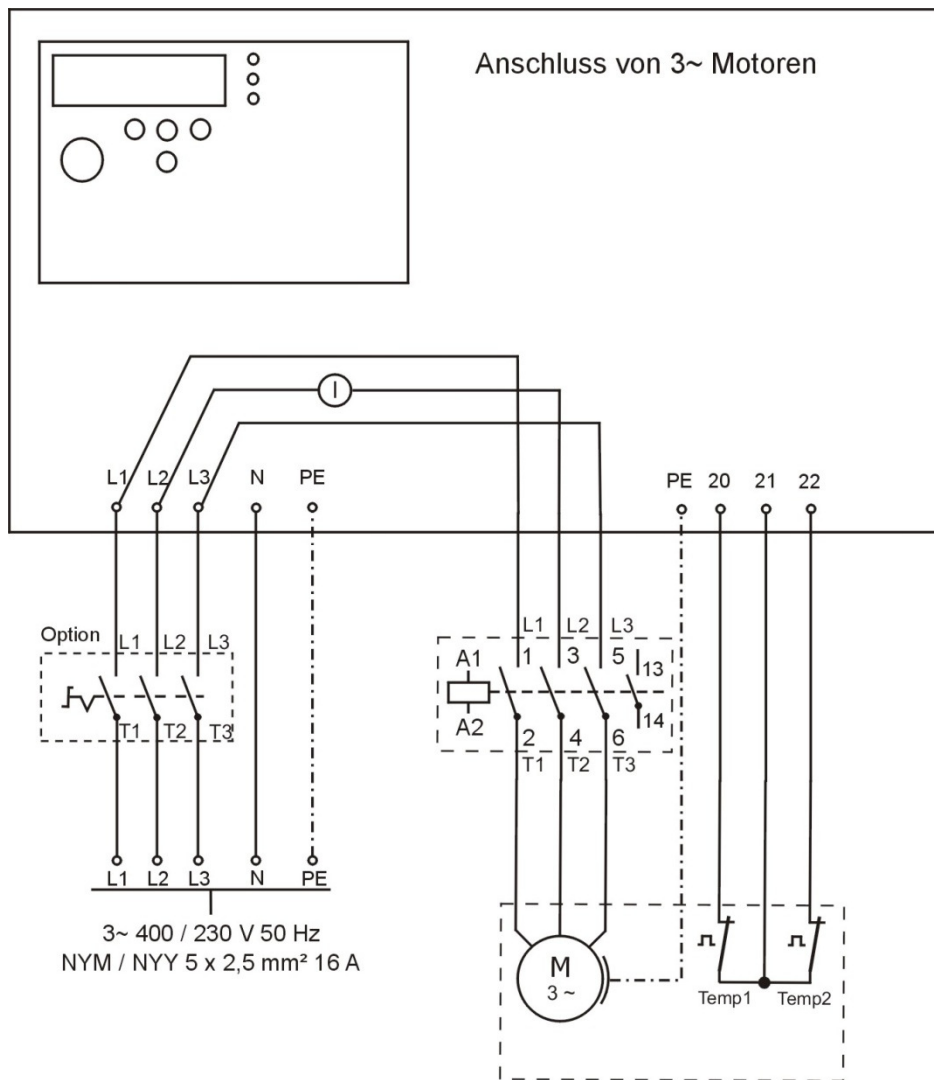 Anschluss von 3~ Motoren
I
L1 L2 L3 N PE
PE 20 21 22
Option
L1 L2 L3
T1 T2 T3
L1 L2 L3
A1 1 3 5 13
A2 2 4 6 14
T1 T2 T3
L1 L2 L3 N PE
3~ 400 / 230 V 50 Hz
NYM / NYY 5 x 2,5 mm² 16 A
M
3 ~
Temp1 Temp2